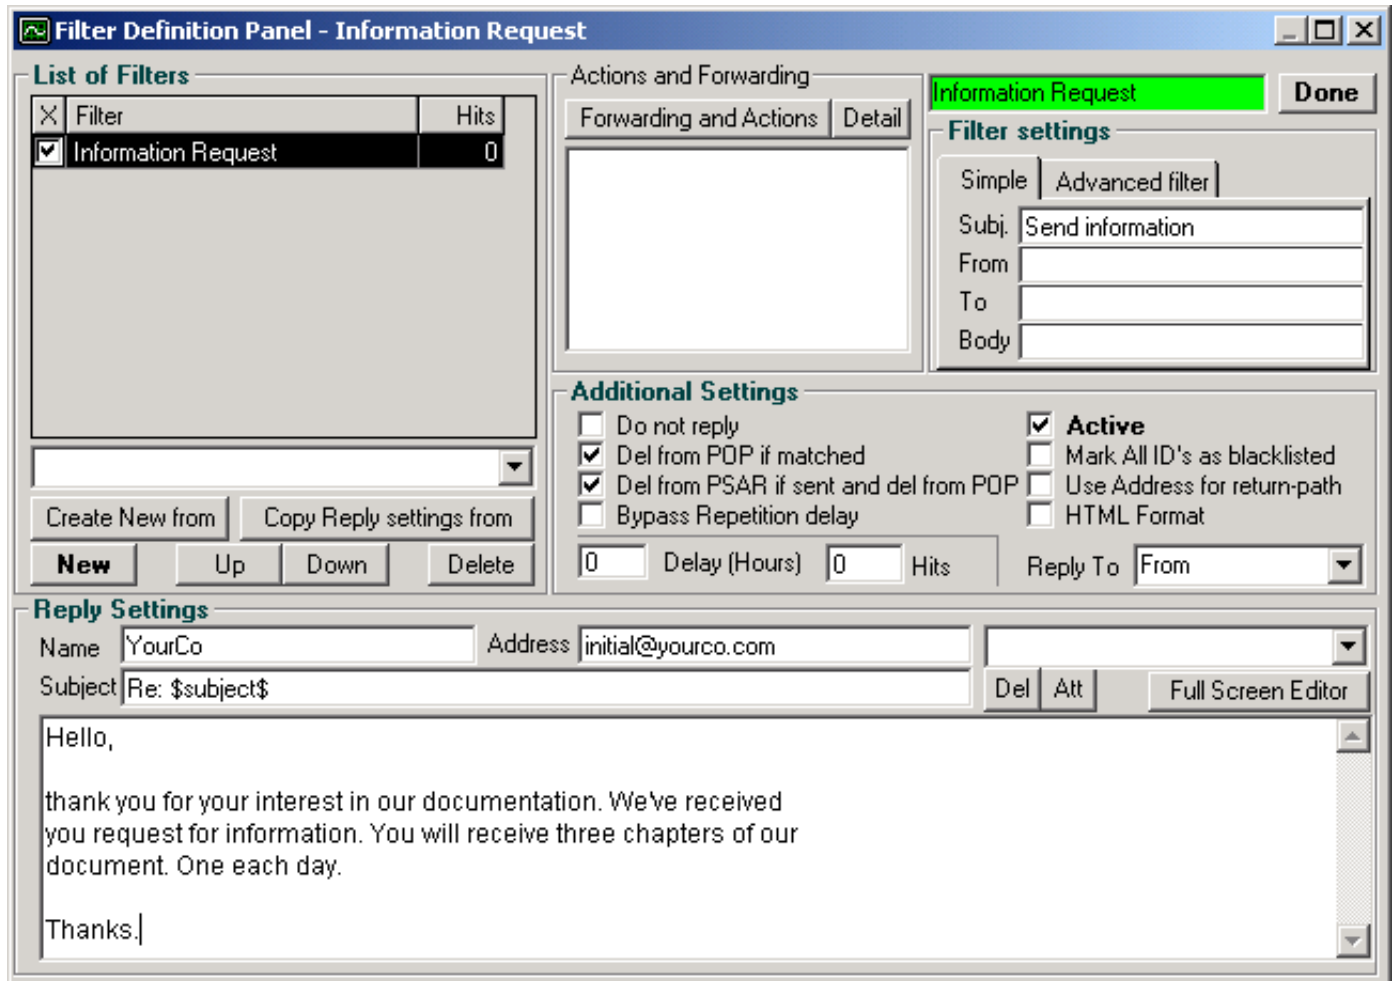 Filter Definition Panel - Information Request
List of Filters
X Filter Hits
Information Request 0
Create New from Copy Reply settings from
New Up Down Delete
Actions and Forwarding
Forwarding and Actions Detail
Information Request Done
Filter settings
Simple Advanced filter
Subj. Send information
From
To
Body
Additional Settings
Do not reply Active
Del from POP if matched Mark All ID's as blacklisted
Del from PSAR if sent and del from POP Use Address for return-path
Bypass Repetition delay HTML Format
0 Delay (Hours) 0 Hits Reply To From
Reply Settings
Name YourCo Address initial@yourco.com
Subject Re: $subject$ Del Att Full Screen Editor
Hello,
thank you for your interest in our documentation. We've received
you request for information. You will receive three chapters of our
document. One each day.
Thanks.